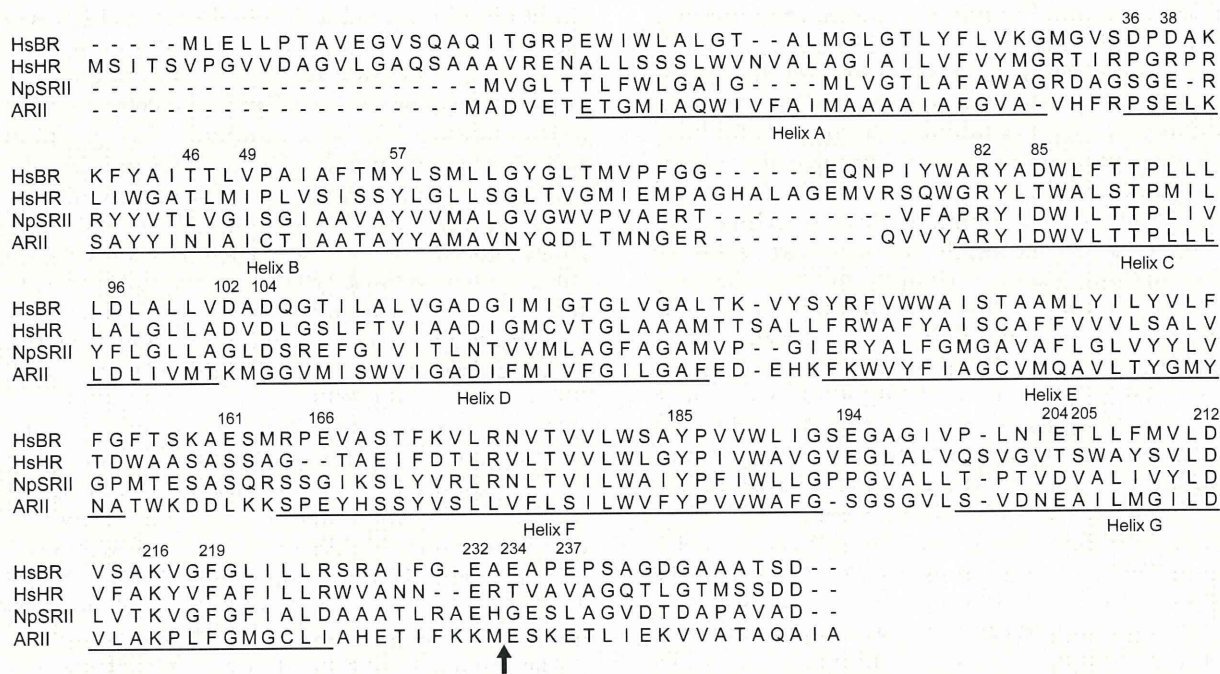 36 38
HsBR - - - - - M L E L L P T A V E G V S Q A Q I T G R P E W I W L A L G T - - A L M G L G T L Y F L V K G M G V S D P D A K
HsHR M S I T S V P G V V D A G V L G A Q S A A A V R E N A L L S S S L W V N V A L A G I A I L V F V Y M G R T I R P G R P R
NpSRII - - - - - - - - - - - - - - - - - - - - - M V G L T T L F W L G A I G - - - M L V G T L A F A W A G R D A G S G E - R
ARII - - - - - - - - - - - - - - - - - - - - M A D V E T E T G M I A Q W I V F A I M A A A A I A F G V A - V H F R P S E L K
Helix A
46 49 57 82 85
HsBR K F Y A I T T L V P A I A F T M Y L S M L L G Y G L T M V P F G G - - - - - - E Q N P I Y W A R Y A D W L F T T P L L L
HsHR L I W G A T L M I P L V S I S S Y L G L L S G L T V G M I E M P A G H A L A G E M V R S Q W G R Y L T W A L S T P M I L
NpSRII R Y Y V T L V G I S G I A A V A Y V V M A L G V G W V P V A E R T - - - - - - - - - V F A P R Y I D W I L T T P L I V
ARII S A Y Y I N I A I C T I A A T A Y Y A M A V N Y Q D L T M N G E R - - - - - - - - - Q V V Y A R Y I D W V L T T P L L L
Helix B Helix C
96 102 104
HsBR L D L A L L V D A D Q G T I L A L V G A D G I M I G T G L V G A L T K - V Y S Y R F V W W A I S T A A M L Y I L Y V L F
HsHR L A L G L L A D V D L G S L F T V I A A D I G M C V T G L A A A M T T S A L L F R W A F Y A I S C A F F V V V L S A L V
NpSRII Y F L G L L A G L D S R E F G I V I T L N T V V M L A G F A G A M V P - - G I E R Y A L F G M G A V A F L G L V Y Y L V
ARII L D L I V M T K M G G V M I S W V I G A D I F M I V F G I L G A F E D - E H K F K W V Y F I A G C V M Q A V L T Y G M Y
Helix D Helix E
161 166 185 194 204 205 212
HsBR F G F T S K A E S M R P E V A S T F K V L R N V T V V L W S A Y P V V W L I G S E G A G I V P - L N I E T L L F M V L D
HsHR T D W A A S A S S A G - - T A E I F D T L R V L T V V L W L G Y P I V W A V G V E G L A L V Q S V G V T S W A Y S V L D
NpSRII G P M T E S A S Q R S S G I K S L Y V R L R N L T V I L W A I Y P F I W L L G P P G V A L L T - P T V D V A L I V Y L D
ARII N A T W K D D L K K S P E Y H S S Y V S L L V F L S I L W V F Y P V V W A F G - S G S G V L S - V D N E A I L M G I L D
Helix F Helix G
216 219 232 234 237
HsBR V S A K V G F G L I L L R S R A I F G - E A E A P E P S A G D G A A A T S D - -
HsHR V F A K Y V F A F I L L R W V A N N - - E R T V A V A G Q T L G T M S S D D - -
NpSRII L V T K V G F G F I A L D A A A T L R A E H G E S L A G V D T D A P A V A D - -
ARII V L A K P L F G M G C L I A H E T I F K K M E S K E T L I E K V V A T A Q A I A